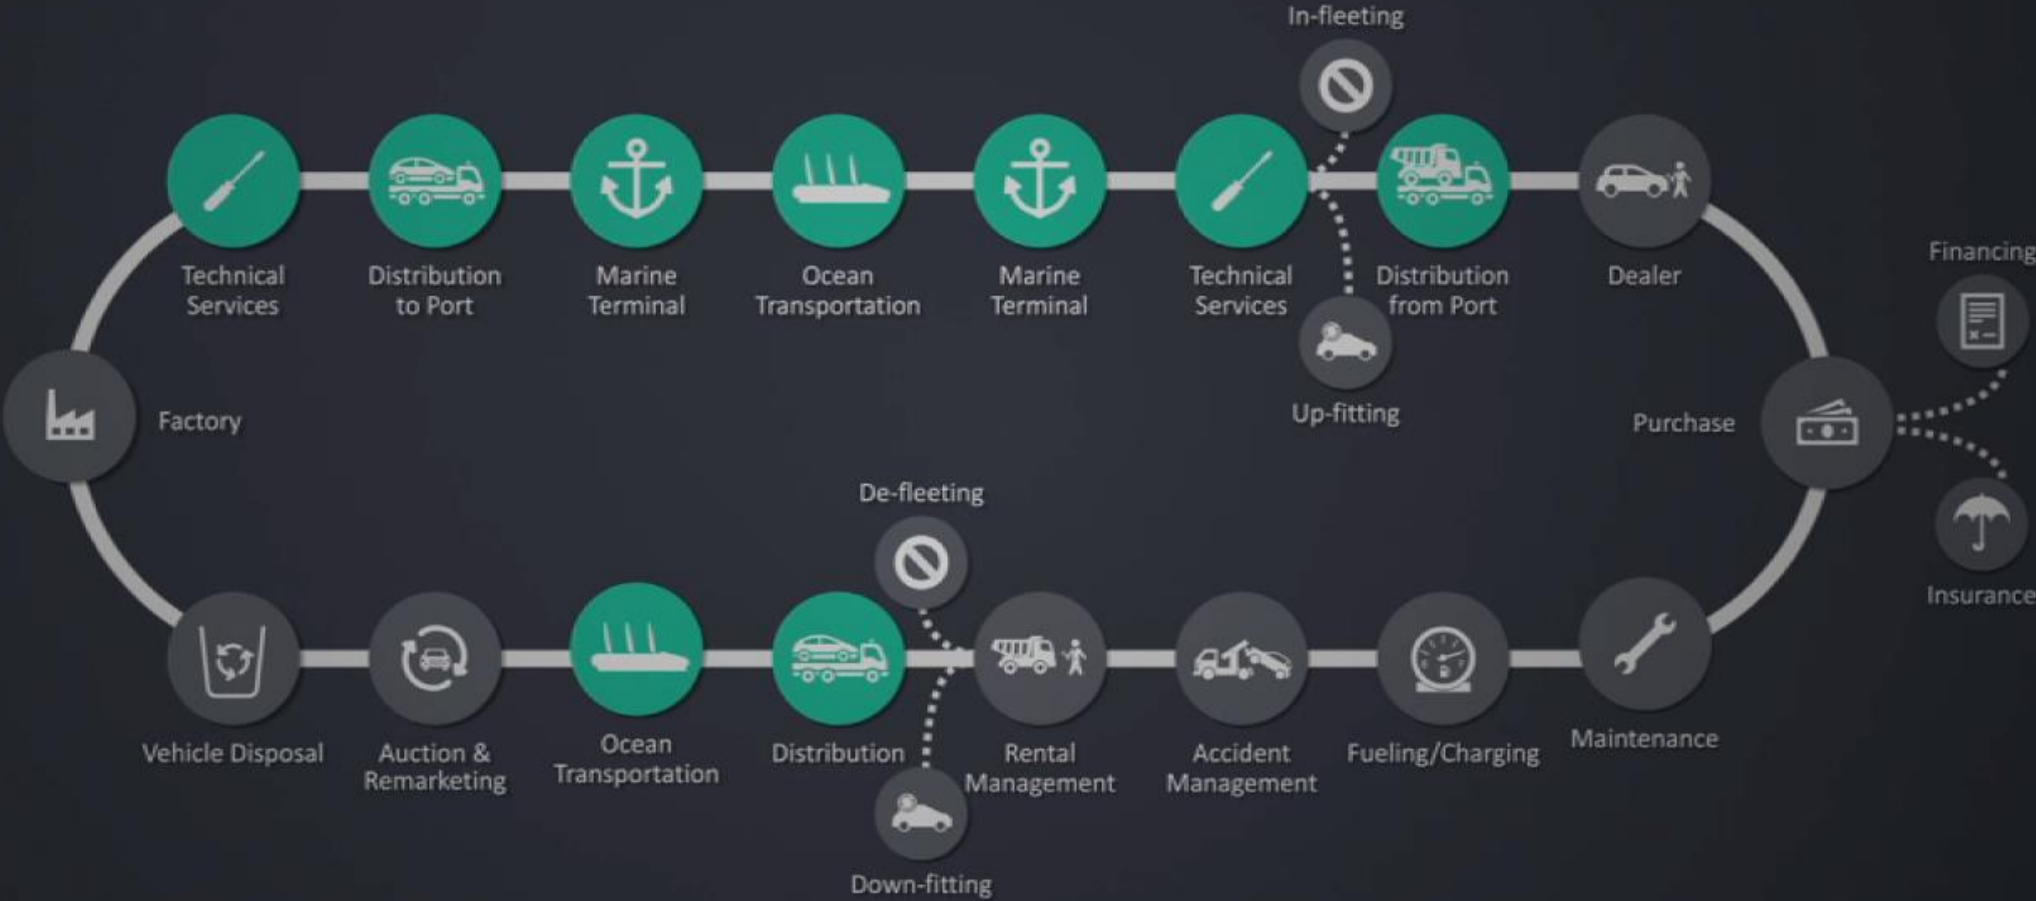 In-fleeting
Technical
Services
Distribution
to Port
Marine
Terminal
Ocean
Transportation
Marine
Terminal
Technical
Services
Distribution
from Port
Dealer
Up-fitting
Financing
Factory
Purchase
Insurance
De-fleeting
Vehicle Disposal
Auction &
Remarketing
Ocean
Transportation
Distribution
Rental
Management
Accident
Management
Fueling/Charging
Maintenance
Down-fitting